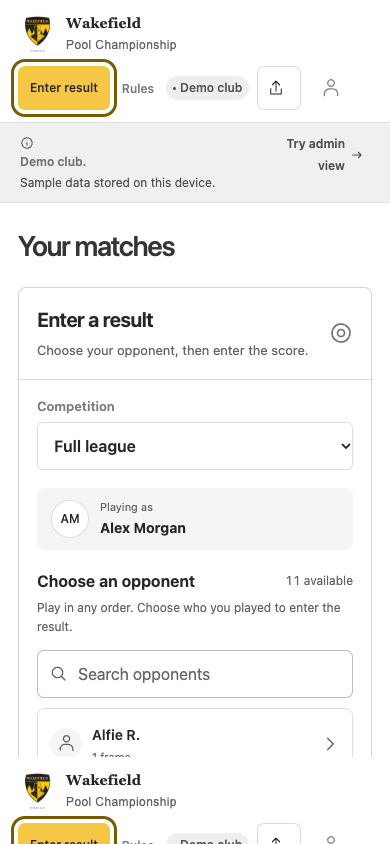 Wakefield
Pool Championship
Enter result
Rules
• Demo club
Demo club.
Sample data stored on this device.
Try admin
view
Your matches
Enter a result
Choose your opponent, then enter the score.
Competition
Full league
AM
Playing as
Alex Morgan
Choose an opponent
11 available
Play in any order. Choose who you played to enter the
result.
Search opponents
Alfie R.
1 frame
Wakefield
Pool Championship
Enter result
Rules
Demo club